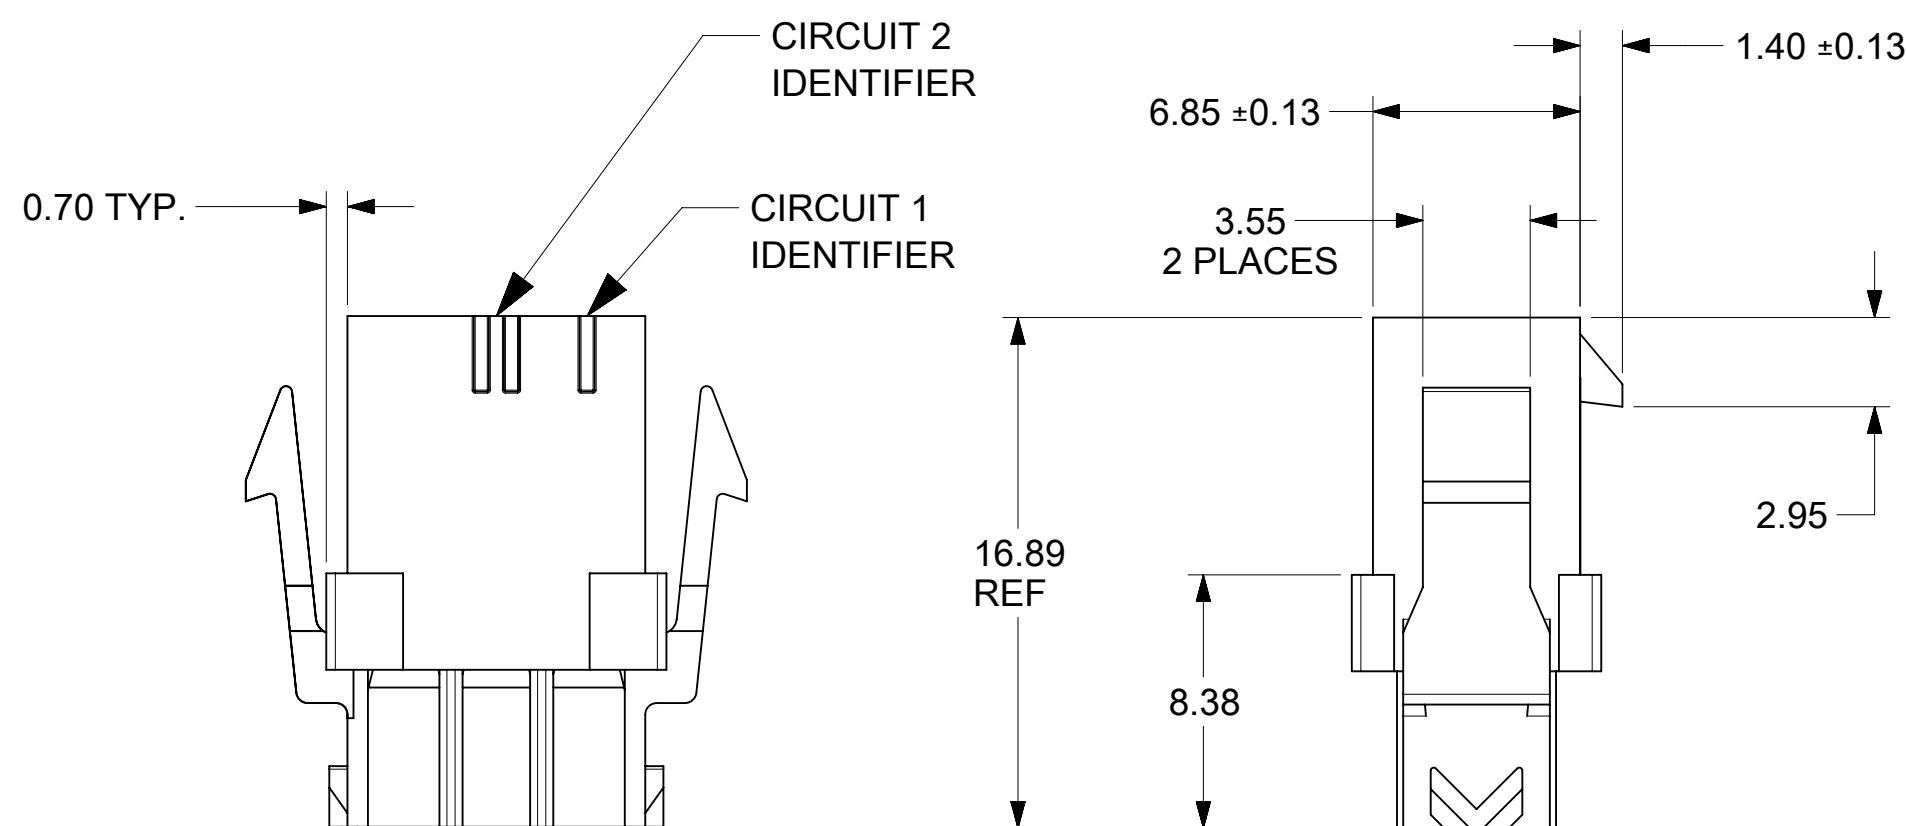 CIRCUIT 2
IDENTIFIER
1.40 ±0.13
6.85 ±0.13
0.70 TYP.
CIRCUIT 1
IDENTIFIER
3.55
2 PLACES
2.95
16.89
REF
8.38